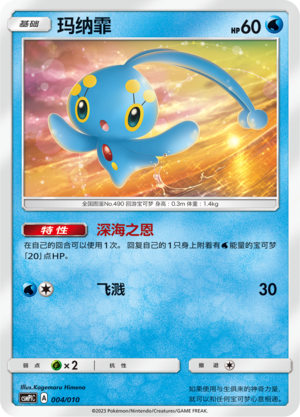 基础 玛纳霏 HP60
全国图鉴No.490 回游宝可梦 身高：0.3m 体重：1.4kg
特性 深海之恩
在自己的回合可以使用1次。回复自己的1只身上附着有能量的宝可梦
「20」点HP。
飞溅 30
弱点 ×2 抗性 撤退
Illus.Kagemaru Himeno
CSMPfC A 004/010
如果使用与生俱来的神奇力量，
就可以和任何宝可梦心意相通。
©2023 Pokémon/Nintendo/Creatures/GAME FREAK.